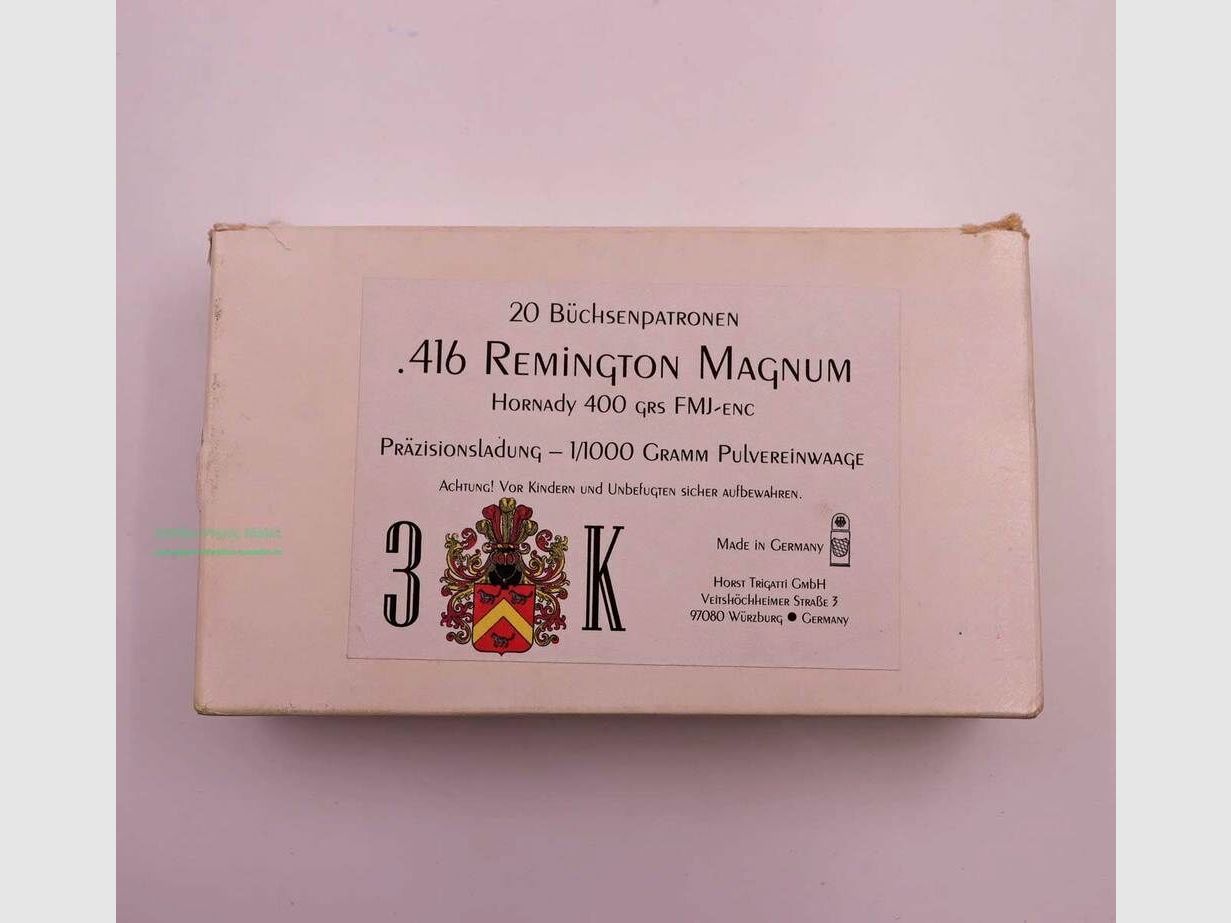 20 Büchsenpatronen
.416 Remington Magnum
Hornady 400 grs FMJ-enc
Präzisionsladung – 1/1000 Gramm Pulvereinwaage
Achtung! Vor Kindern und Unbefugten sicher aufbewahren.
3 K
Made in Germany
Horst Trigatti GmbH
Veitshöchheimer Straße 3
97080 Würzburg ● Germany